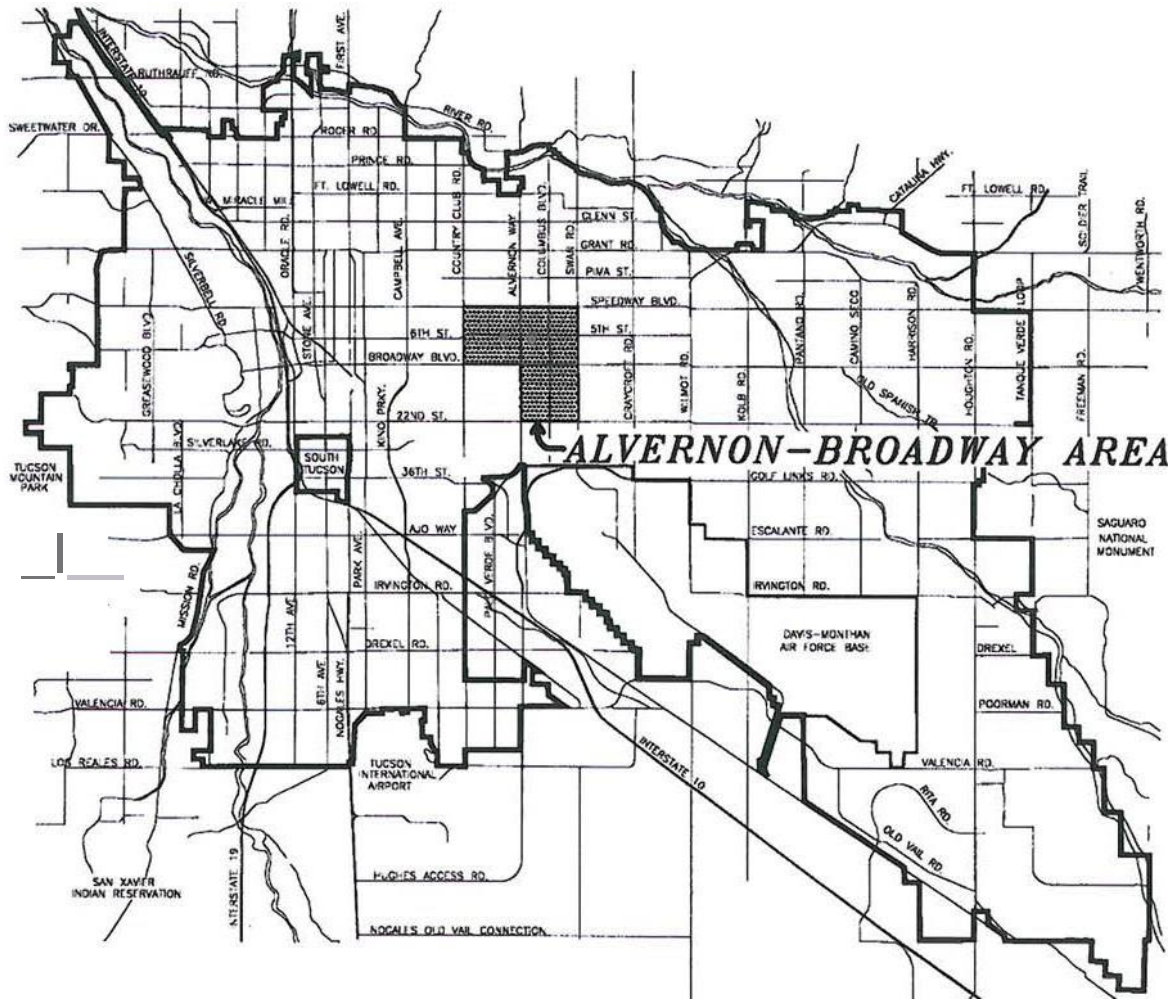 INTERSTATE 10
RUTHRAUFF RD.
FIRST AVE.
SWEETWATER DR.
ROGER RD.
RIVER RD.
PRINCE RD.
FT. LOWELL RD.
MIRACLE MILE
ORACLE RD.
CAMPBELL AVE.
COUNTRY CLUB RD.
ALVERNON WAY
COLUMBUS BLVD.
SWAN RD.
GLENN ST.
GRANT RD.
PIMA ST.
CATALINA HWY.
FT. LOWELL RD.
SOLDIER TRAIL
WENTWORTH RD.
SILVERBELL RD.
GREASEWOOD BLVD.
STONE AVE.
SPEEDWAY BLVD.
6TH ST.
5TH ST.
BROADWAY BLVD.
CRAYCROFT RD.
WILMOT RD.
KOLB RD.
PANTANO RD.
CAMINO SECO
HARRISON RD.
HOUGHTON RD.
TANQUE VERDE LOOP
FREEMAN RD.
OLD SPANISH TR.
KINO PRKY.
22ND ST.
ALVERNON-BROADWAY AREA
LA CHOLLA BLVD.
SILVERLAKE RD.
SOUTH
TUCSON
36TH ST.
GOLF LINKS RD.
TUCSON
MOUNTAIN
PARK
AJO WAY
ESCALANTE RD.
SAGUARO
NATIONAL
MONUMENT
PARK AVE.
PALO VERDE BLVD.
IRVINGTON RD.
IRVINGTON RD.
MISSION RD.
12TH AVE.
6TH AVE.
NOGALES HWY.
DREXEL RD.
DAVIS-MONTHAN
AIR FORCE BASE
DREXEL
VALENCIA RD.
POORMAN RD.
LOS REALES RD.
TUCSON
INTERNATIONAL
AIRPORT
INTERSTATE 10
VALENCIA RD.
RITA RD.
OLD VAIL RD.
SAN XAVIER
INDIAN RESERVATION
INTERSTATE 19
HUGHES ACCESS RD.
NOGALES OLD VAIL CONNECTION